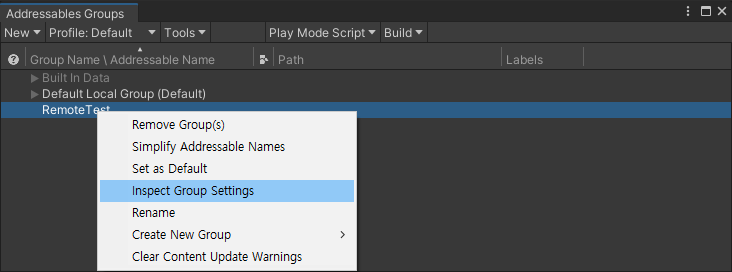 Addressables Groups
New Profile: Default Tools Play Mode Script Build
Group Name \ Addressable Name Path Labels
Built In Data
Default Local Group (Default)
RemoteTest
Remove Group(s)
Simplify Addressable Names
Set as Default
Inspect Group Settings
Rename
Create New Group
Clear Content Update Warnings